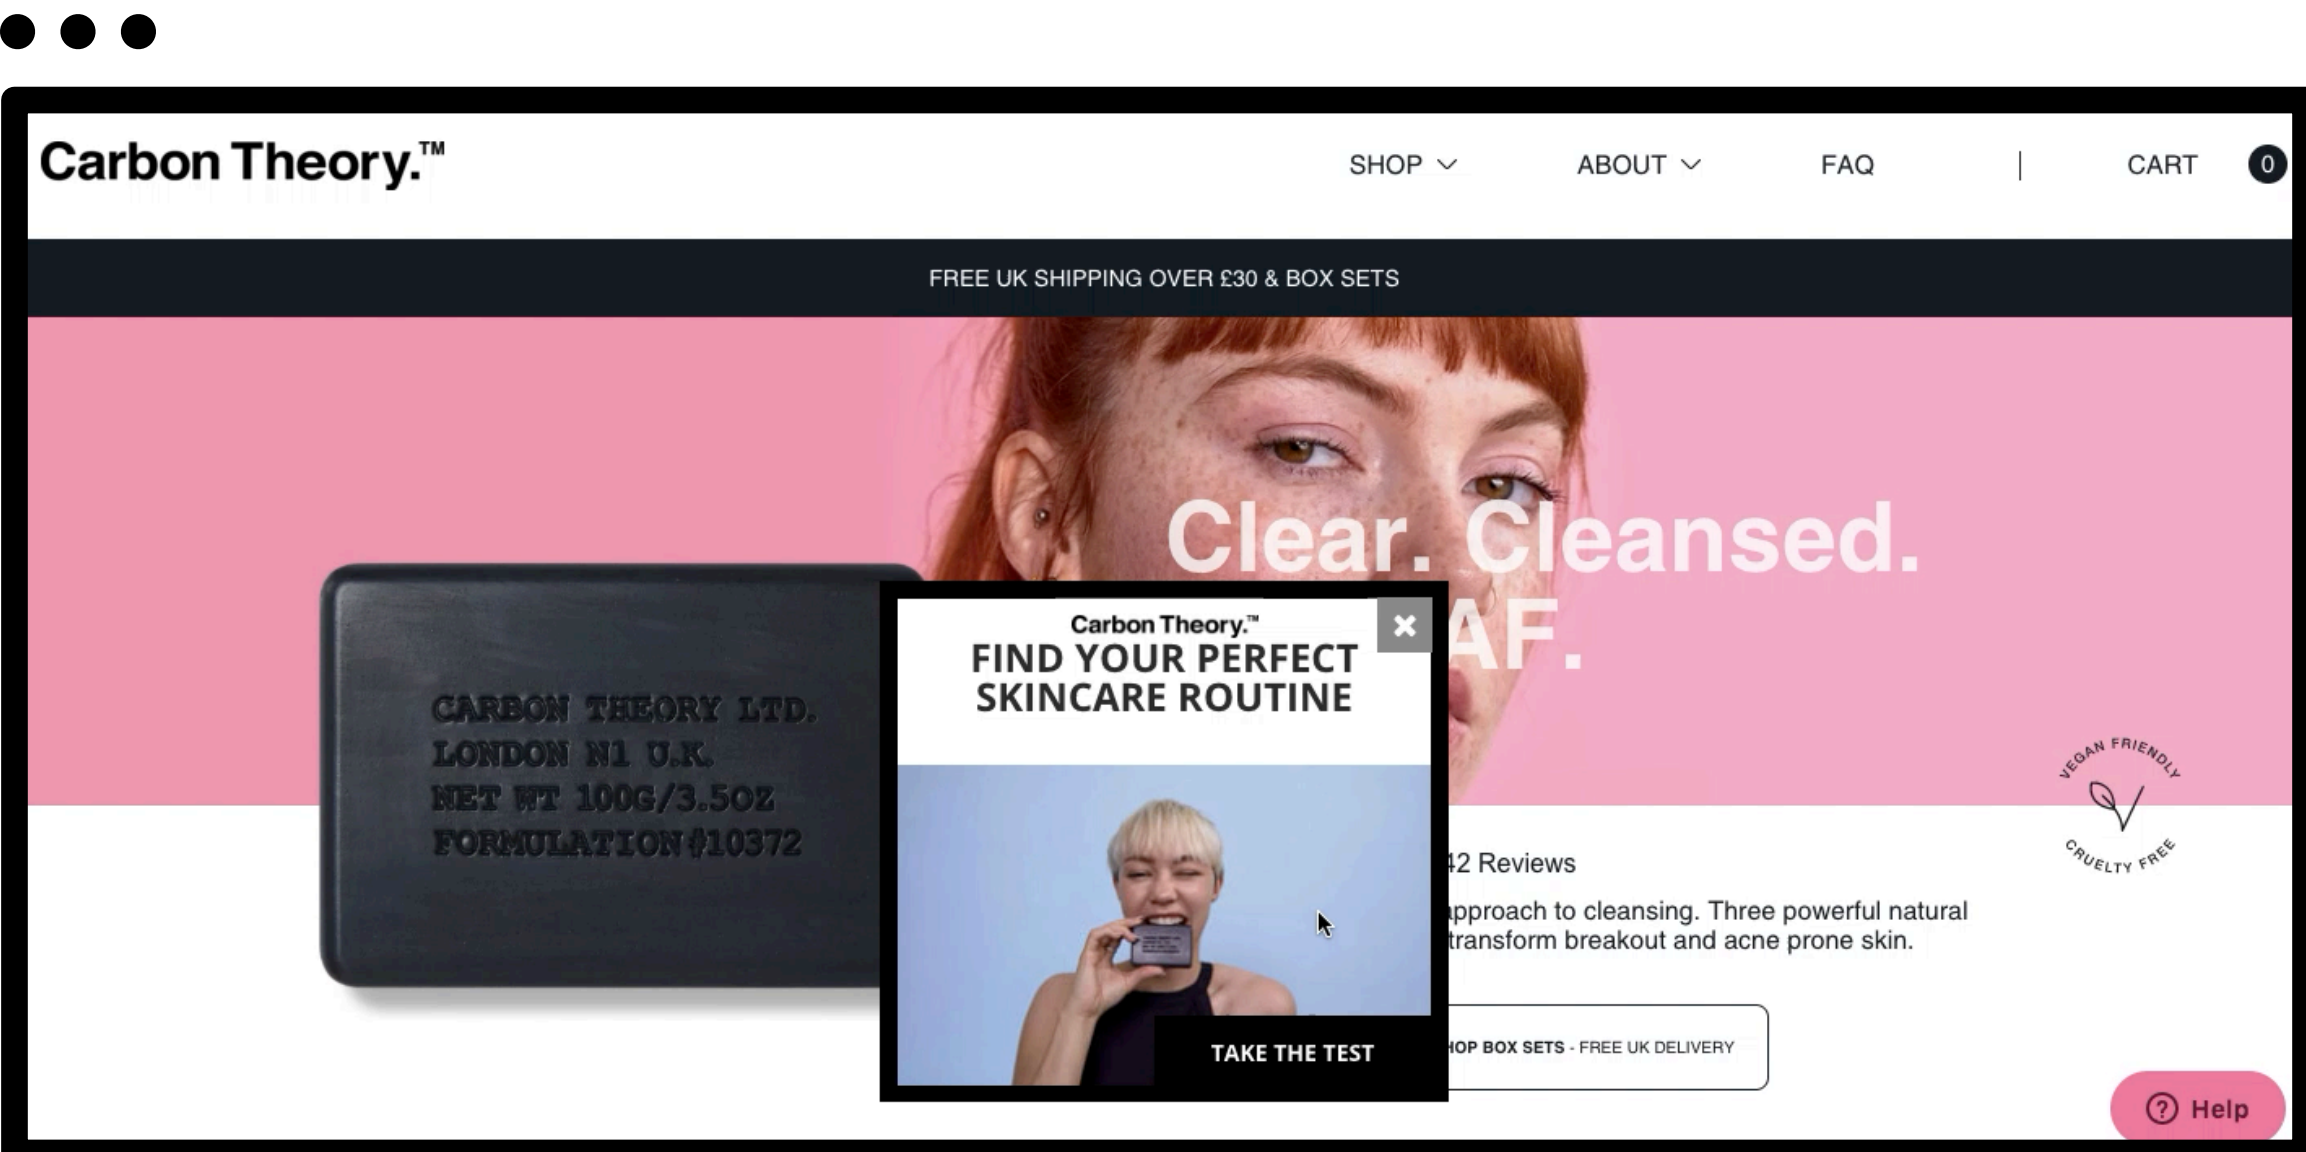 Carbon Theory.™
SHOP
ABOUT
FAQ
|
CART
0
FREE UK SHIPPING OVER £30 & BOX SETS
Clear. Cleansed.
AF.
CARBON THEORY LTD.
LONDON N1 U.K.
NET WT 100G/3.5OZ
FORMULATION#10372
Carbon Theory.™
FIND YOUR PERFECT
SKINCARE ROUTINE
TAKE THE TEST
VEGAN FRIENDLY
CRUELTY FREE
42 Reviews
to cleansing. Three powerful natural
transform breakout and acne prone skin.
BOX SETS - FREE UK DELIVERY
Help